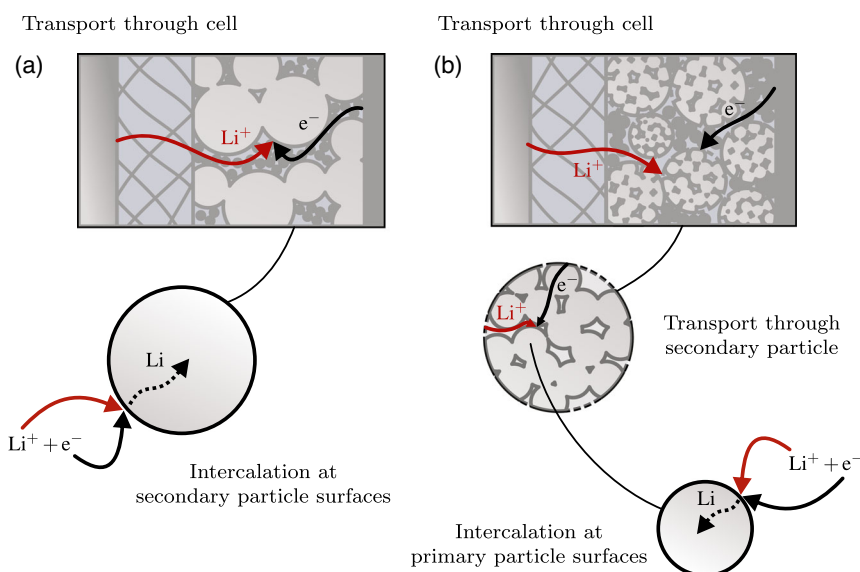 Transport through cell
(a)
Li⁺
e⁻
Li
Li⁺ + e⁻
Intercalation at
secondary particle surfaces
Transport through cell
(b)
e⁻
Li⁺
e⁻
Li⁺
Transport through
secondary particle
Li⁺ + e⁻
Li
Intercalation at
primary particle surfaces